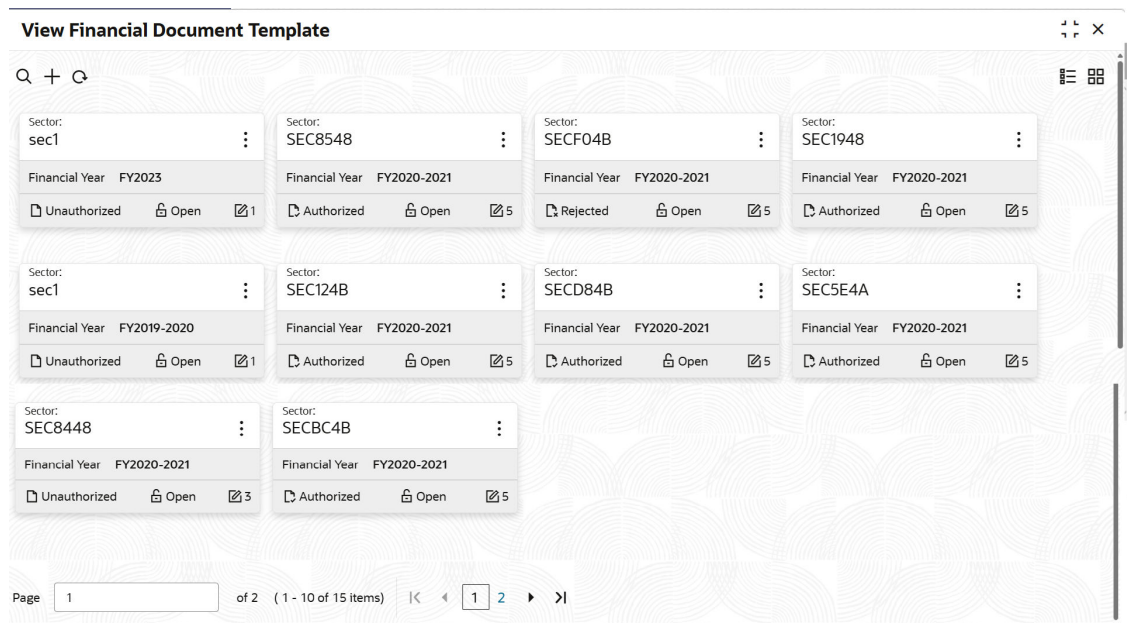 View Financial Document Template
Sector: Sector: Sector: Sector:
sec1 SEC8548 SECF04B SEC1948
Financial Year FY2023 Financial Year FY2020-2021 Financial Year FY2020-2021 Financial Year FY2020-2021
Unauthorized Open 1 Authorized Open 5 Rejected Open 5 Authorized Open 5
Sector: Sector: Sector: Sector:
sec1 SEC124B SECD84B SEC5E4A
Financial Year FY2019-2020 Financial Year FY2020-2021 Financial Year FY2020-2021 Financial Year FY2020-2021
Unauthorized Open 1 Authorized Open 5 Authorized Open 5 Authorized Open 5
Sector: Sector:
SEC8448 SECBC4B
Financial Year FY2020-2021 Financial Year FY2020-2021
Unauthorized Open 3 Authorized Open 5
Page 1 of 2 ( 1 - 10 of 15 items) 1 2